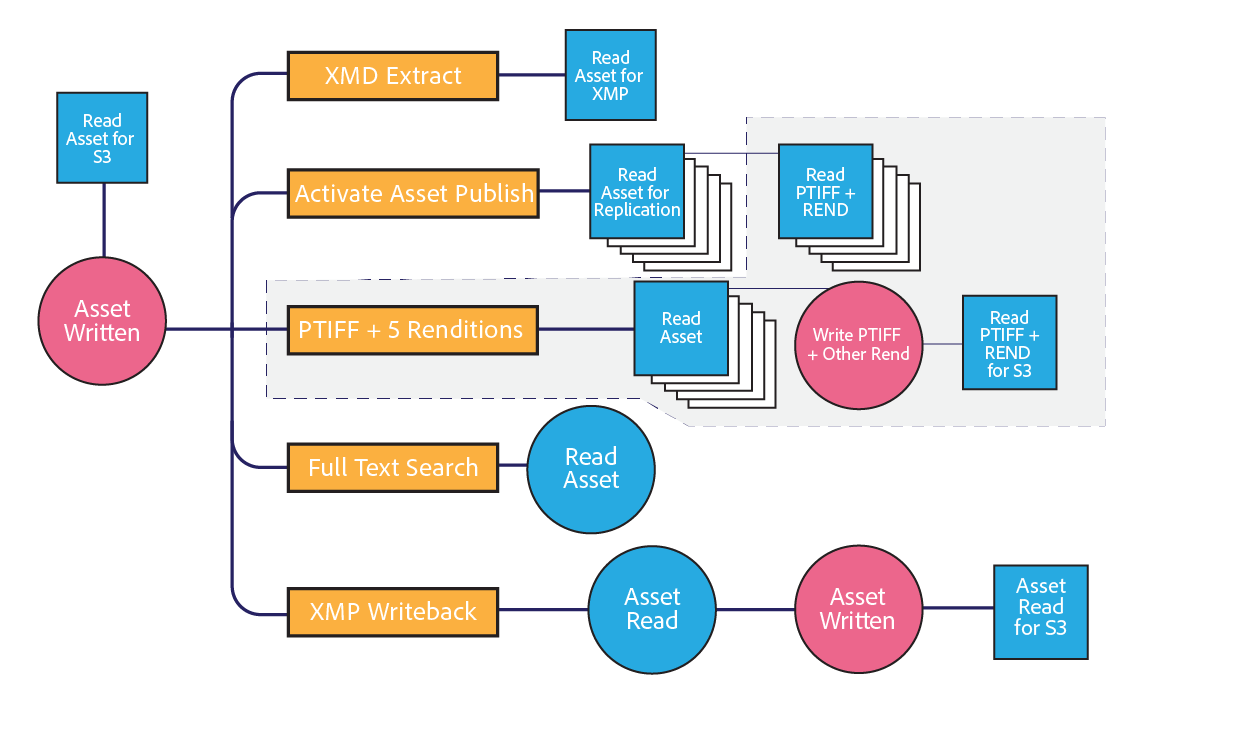 Read
Asset for
S3
Asset
Written
XMD Extract
Read
Asset for
XMP
Activate Asset Publish
Read
Asset for
Replication
Read
PTIFF +
REND
PTIFF + 5 Renditions
Read
Asset
Write PTIFF
+ Other Rend
Read
PTIFF +
REND
for S3
Full Text Search
Read
Asset
XMP Writeback
Asset
Read
Asset
Written
Asset
Read
for S3